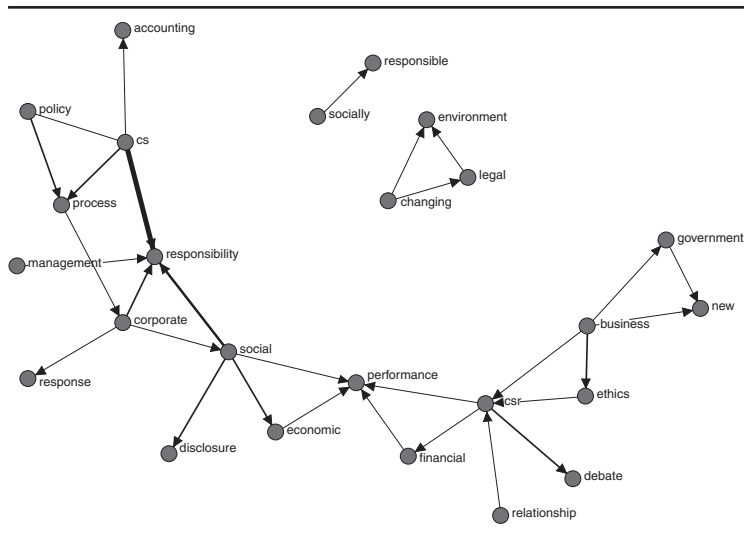 accounting
responsible
policy
socially
environment
cs
legal
process
changing
government
responsibility
management
new
corporate
business
social
performance
response
ethics
csr
economic
disclosure
financial
debate
relationship